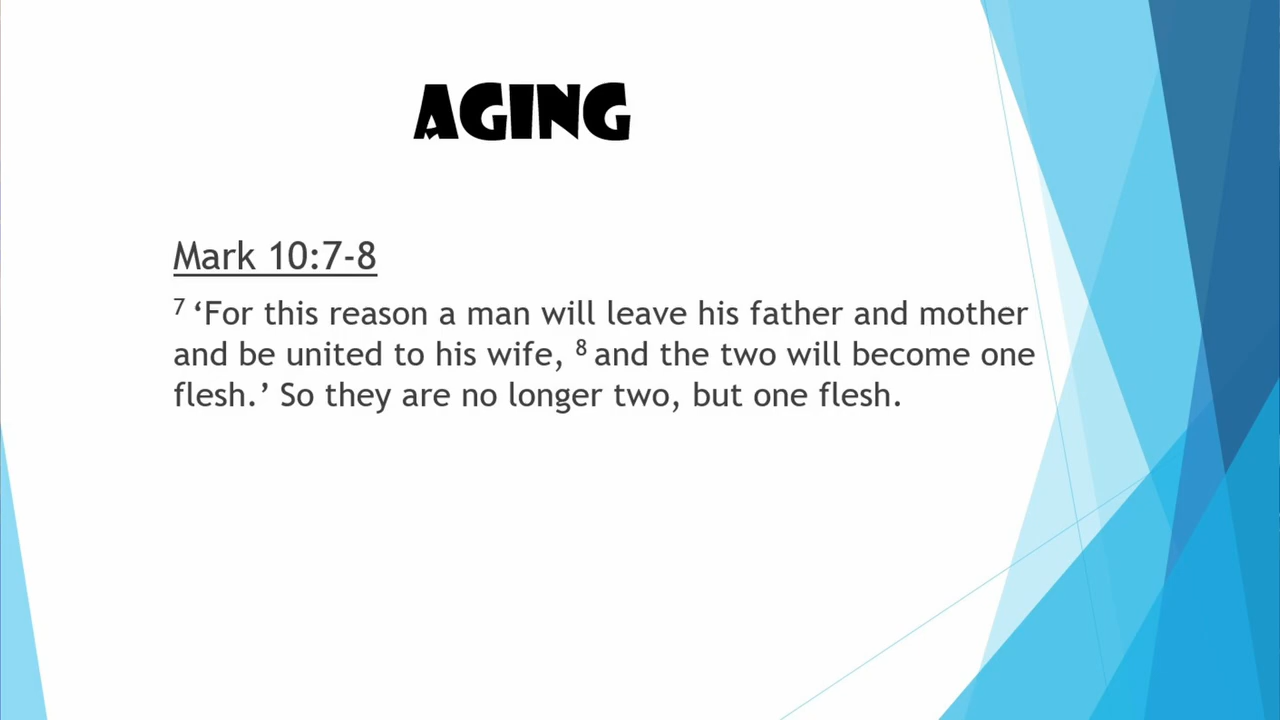 AGING
Mark 10:7-8
7 ‘For this reason a man will leave his father and mother
and be united to his wife, 8 and the two will become one
flesh.’ So they are no longer two, but one flesh.